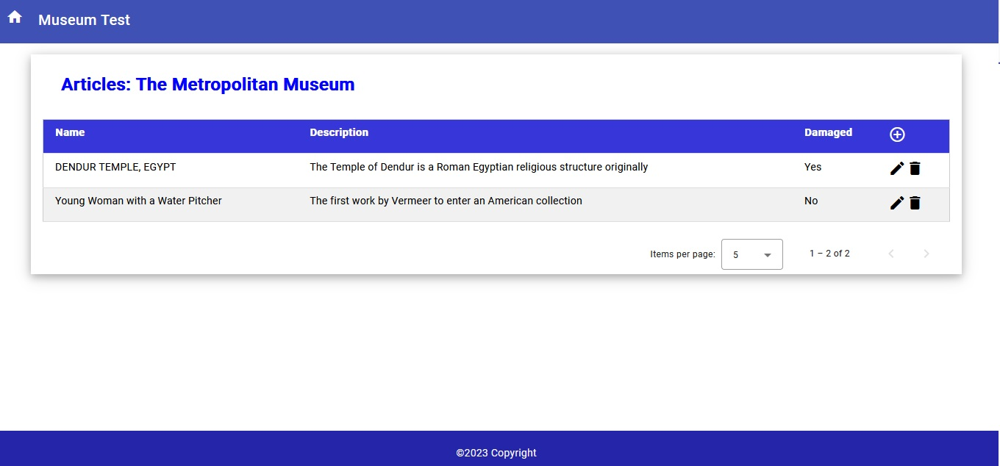 Museum Test
Articles: The Metropolitan Museum
Name Description Damaged
DENDUR TEMPLE, EGYPT The Temple of Dendur is a Roman Egyptian religious structure originally Yes
Young Woman with a Water Pitcher The first work by Vermeer to enter an American collection No
Items per page: 5 1 – 2 of 2
©2023 Copyright